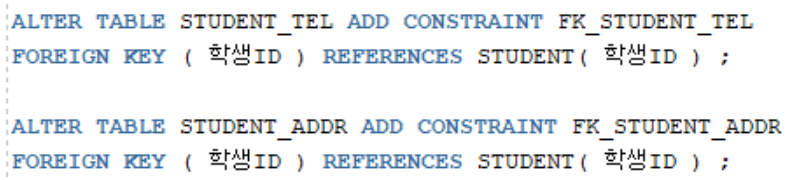 ALTER TABLE STUDENT_TEL ADD CONSTRAINT FK_STUDENT_TEL
FOREIGN KEY ( 학생ID ) REFERENCES STUDENT( 학생ID ) ;
ALTER TABLE STUDENT_ADDR ADD CONSTRAINT FK_STUDENT_ADDR
FOREIGN KEY ( 학생ID ) REFERENCES STUDENT( 학생ID ) ;